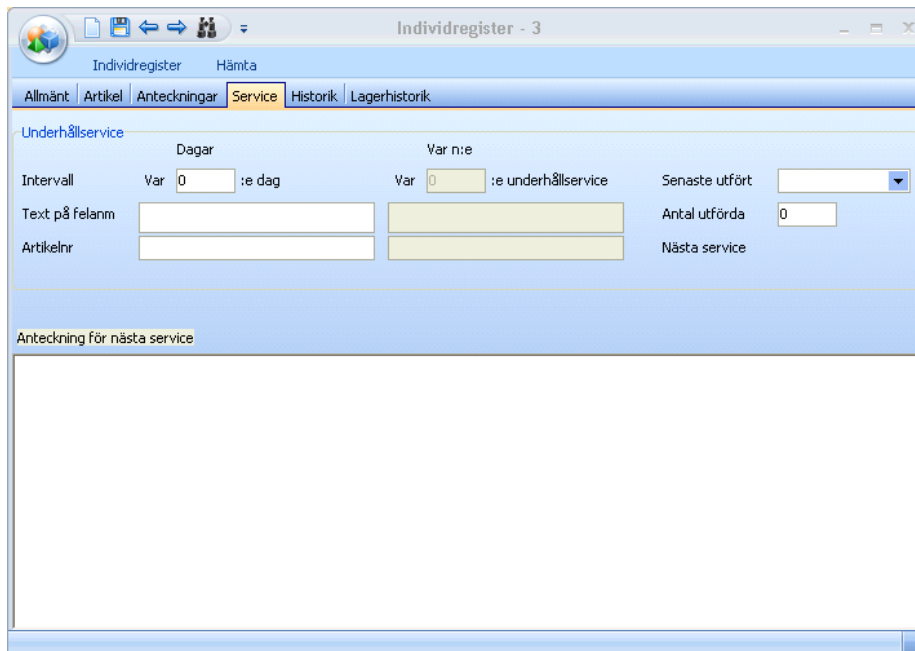 Individregister - 3
Individregister Hämta
Allmänt Artikel Anteckningar Service Historik Lagerhistorik
Underhållservice
Dagar Var n:e
Intervall Var 0 :e dag Var 0 :e underhållservice Senaste utfört
Text på felanm Antal utförda 0
Artikelnr Nästa service
Anteckning för nästa service